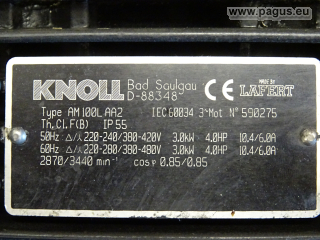 www.pagus.eu
KNOLL Bad Saulgau
D-88348 CE MADE BY LAFERT
Type AM100L AA2 IEC60034 3~Mot N°590275
Th.Cl.F(B) IP55
50Hz △/⅄ 220-240/380-420V 3.0kW 4.0HP 10.4/6.0A
60Hz △/⅄ 220-280/380-480V 3.0kW 4.0HP 10.4/6.0A
2870/3440 min⁻¹ cosφ 0.85/0.85